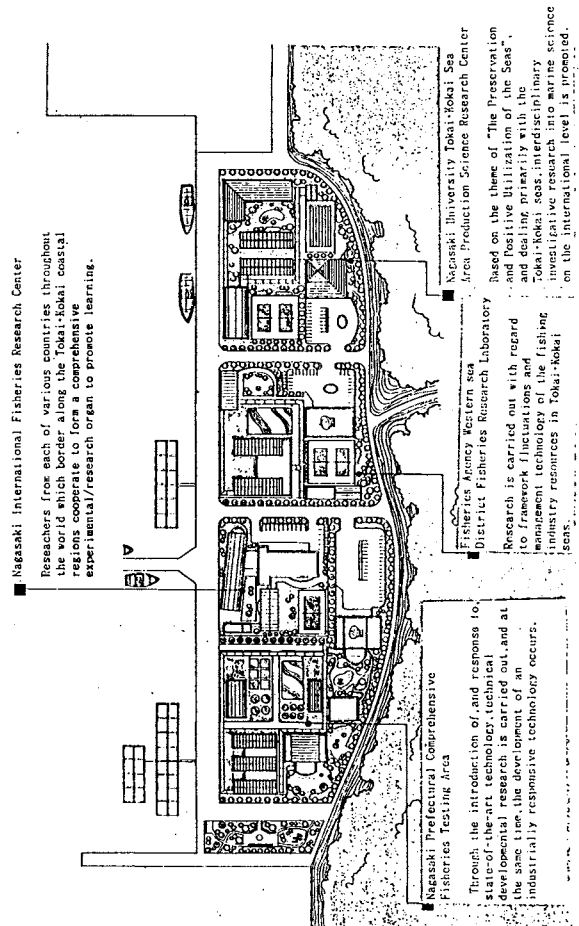 Nagasaki International Fisheries Research Center
Reseachers from each of various countries throughout
the world which border along the Tokai·Kokai coastal
regions cooperate to form a comprehensive
experimental/research organ to promote learning.
Nagasaki Prefectural Comprehensive
Fisheries Testing Area
Through the introduction of,and response to,
state-of-the-art technology,technical
developmental research is carried out,and at
the same time,the development of an
industrially responsive technology occurs.
Fisheries Agency Western sea
District Fisheries Research Laboratory
Research is carried out with regard
to framework fluctuations and
management technology of the fishing
industry resources in Tokai·Kokai
seas.
Nagasaki University Tokai·Kokai Sea
Area Production Science Research Center
Based on the theme of "The Preservation
and Positive Utilization of the Seas",
and dealing primarily with the
Tokai·Kokai seas,interdisciplinary
investigative research into marine science
on the international level is promoted.